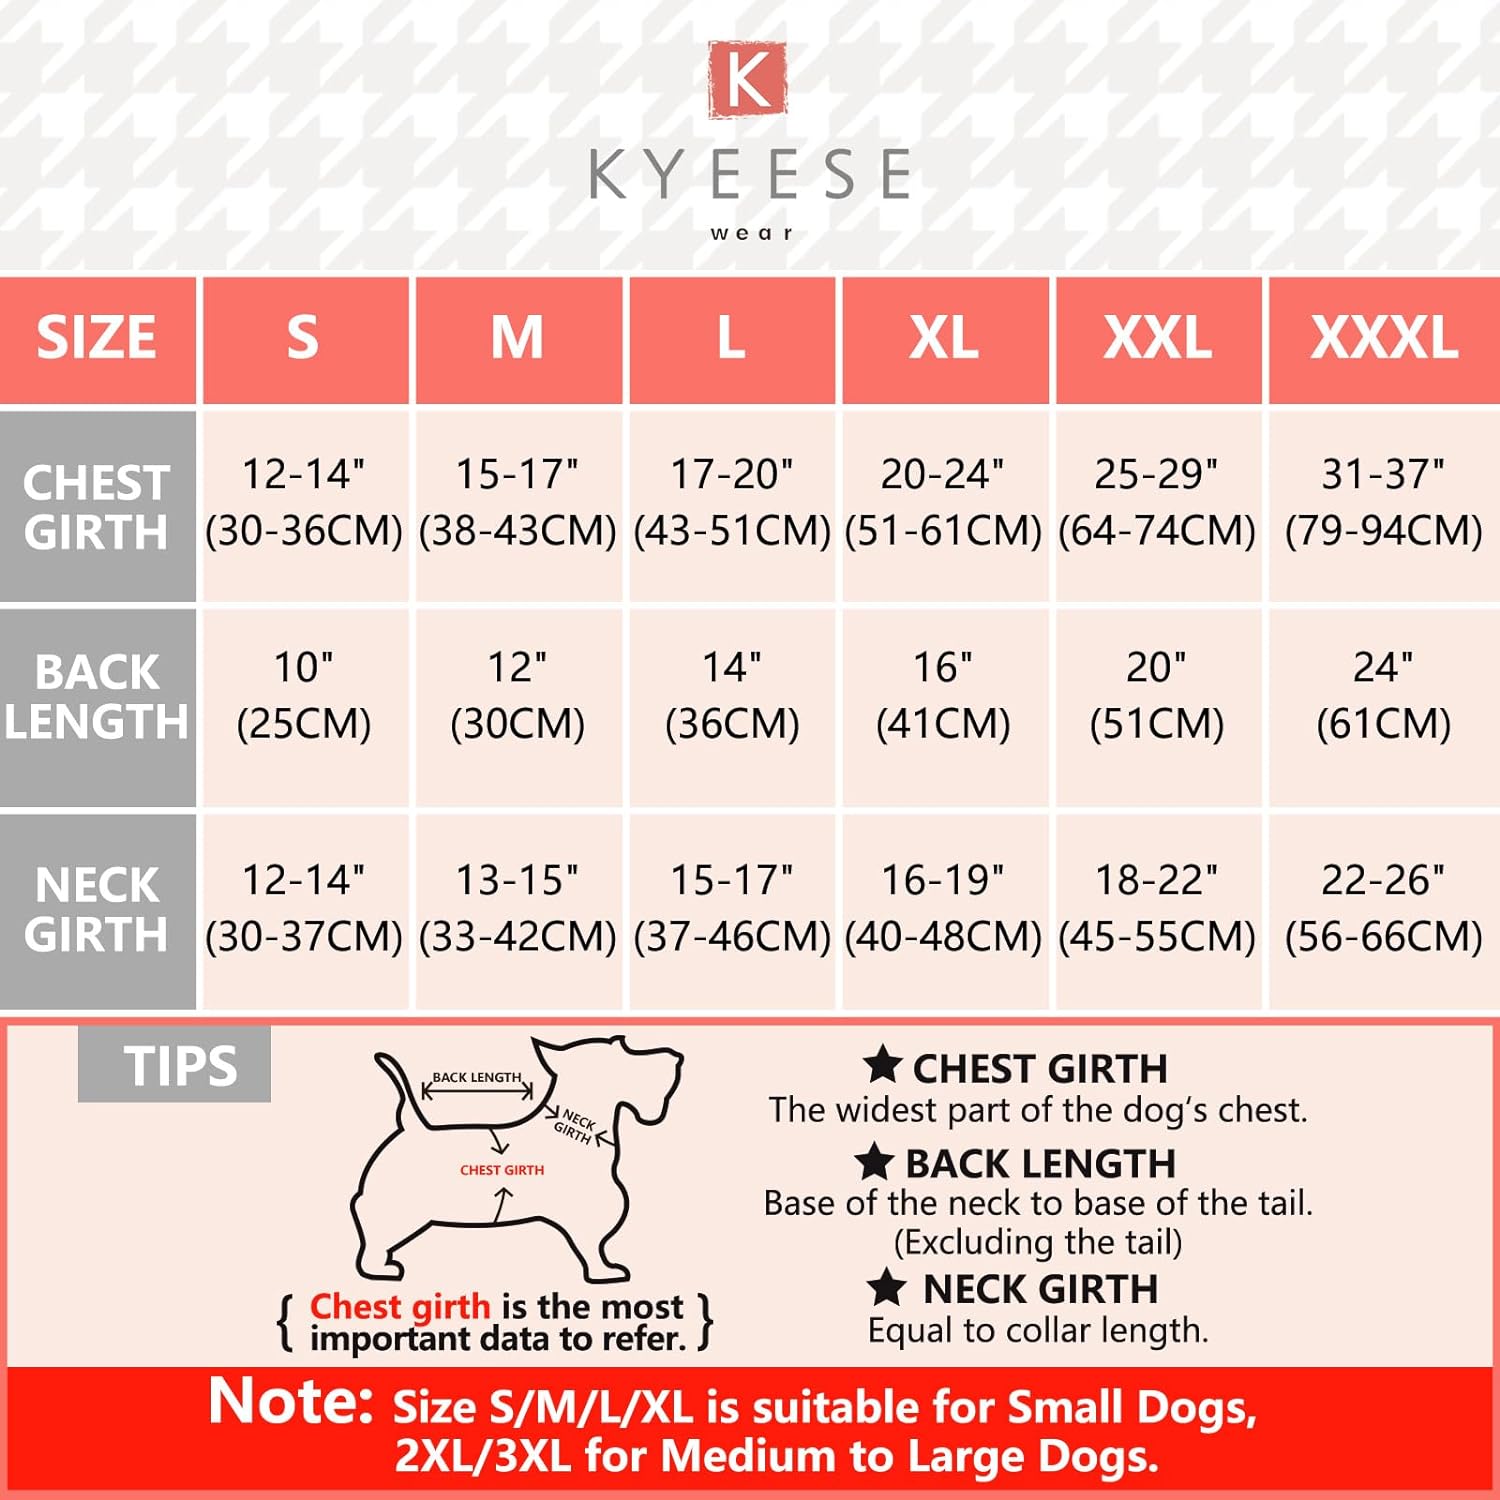 K
KYEESE
wear
SIZE S M L XL XXL XXXL
CHEST GIRTH 12-14" (30-36CM) 15-17" (38-43CM) 17-20" (43-51CM) 20-24" (51-61CM) 25-29" (64-74CM) 31-37" (79-94CM)
BACK LENGTH 10" (25CM) 12" (30CM) 14" (36CM) 16" (41CM) 20" (51CM) 24" (61CM)
NECK GIRTH 12-14" (30-37CM) 13-15" (33-42CM) 15-17" (37-46CM) 16-19" (40-48CM) 18-22" (45-55CM) 22-26" (56-66CM)
TIPS
BACK LENGTH
NECK
GIRTH
CHEST GIRTH
{ Chest girth is the most
important data to refer. }
★ CHEST GIRTH
The widest part of the dog‘s chest.
★ BACK LENGTH
Base of the neck to base of the tail.
(Excluding the tail)
★ NECK GIRTH
Equal to collar length.
Note: Size S/M/L/XL is suitable for Small Dogs,
2XL/3XL for Medium to Large Dogs.